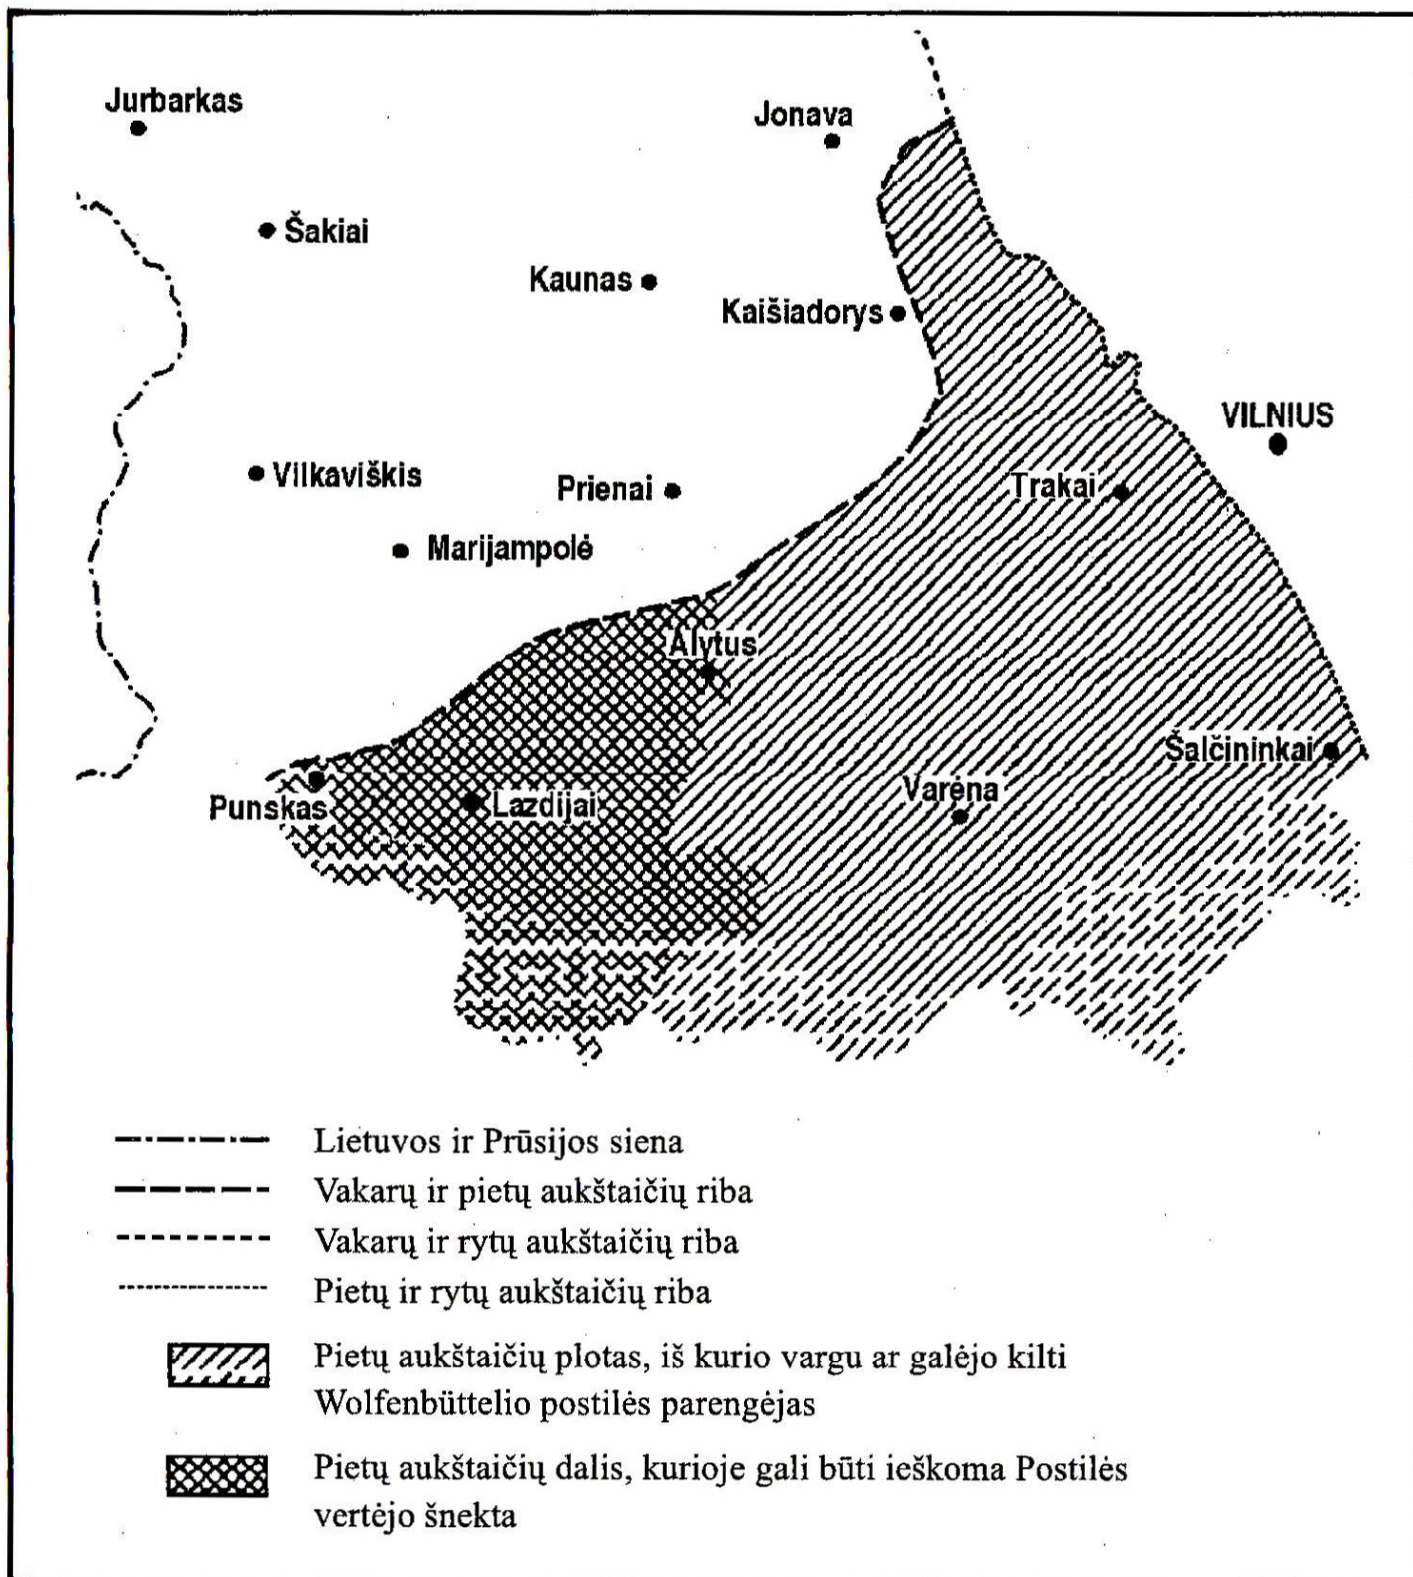 Jurbarkas
Jonava
Šakiai
Kaunas
Kaišiadorys
VILNIUS
Vilkaviškis
Prienai
Trakai
Marijampolė
Alytus
Šalčininkai
Punskas
Lazdijai
Varėna
Lietuvos ir Prūsijos siena
Vakarų ir pietų aukštaičių riba
Vakarų ir rytų aukštaičių riba
Pietų ir rytų aukštaičių riba
Pietų aukštaičių plotas, iš kurio vargu ar galėjo kilti
Wolfenbüttelio postilės parengėjas
Pietų aukštaičių dalis, kurioje gali būti ieškoma Postilės
vertėjo šnekta